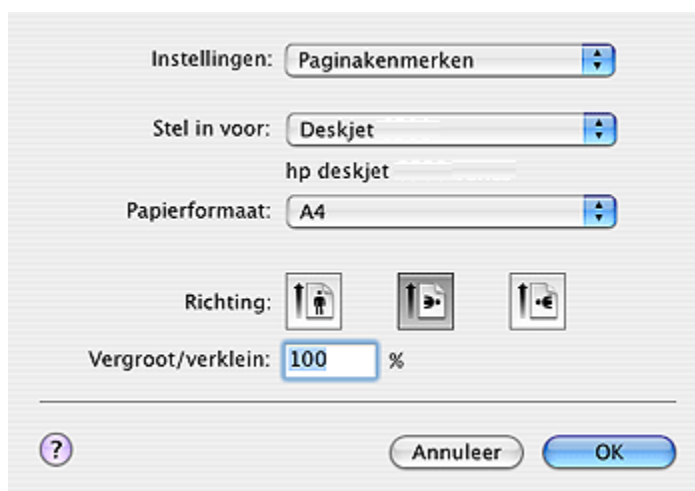 Instellingen: Paginakenmerken
Stel in voor: Deskjet
hp deskjet
Papierformaat: A4
Richting:
Vergroot/verklein: 100 %
? Annuleer OK